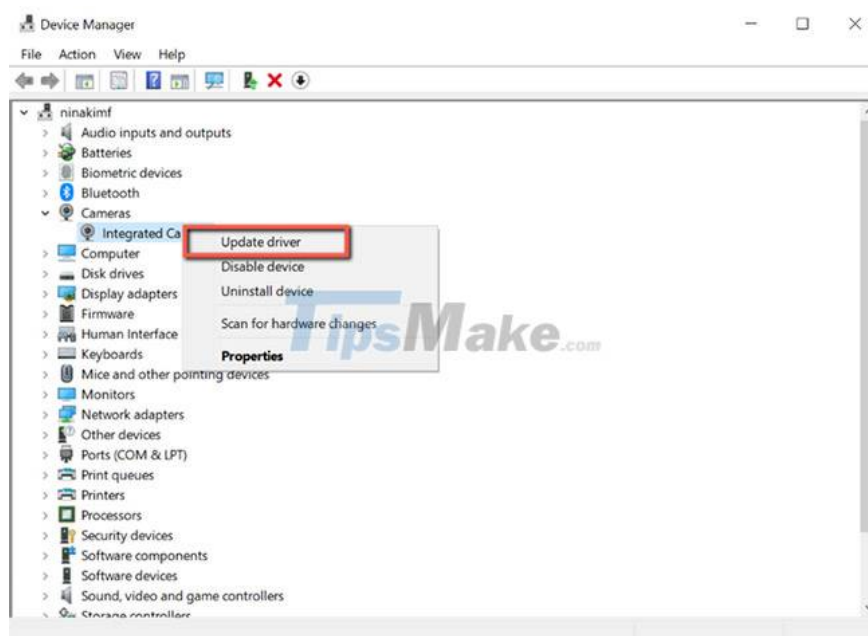 Device Manager
File Action View Help
ninakimf
Audio inputs and outputs
Batteries
Biometric devices
Bluetooth
Cameras
Integrated Ca
Update driver
Computer
Disable device
Disk drives
Uninstall device
Display adapters
Firmware
Scan for hardware changes
Human Interface
TipsMake.com
Keyboards
Properties
Mice and other pointing devices
Monitors
Network adapters
Other devices
Ports (COM & LPT)
Print queues
Printers
Processors
Security devices
Software components
Software devices
Sound, video and game controllers
Storage controllers